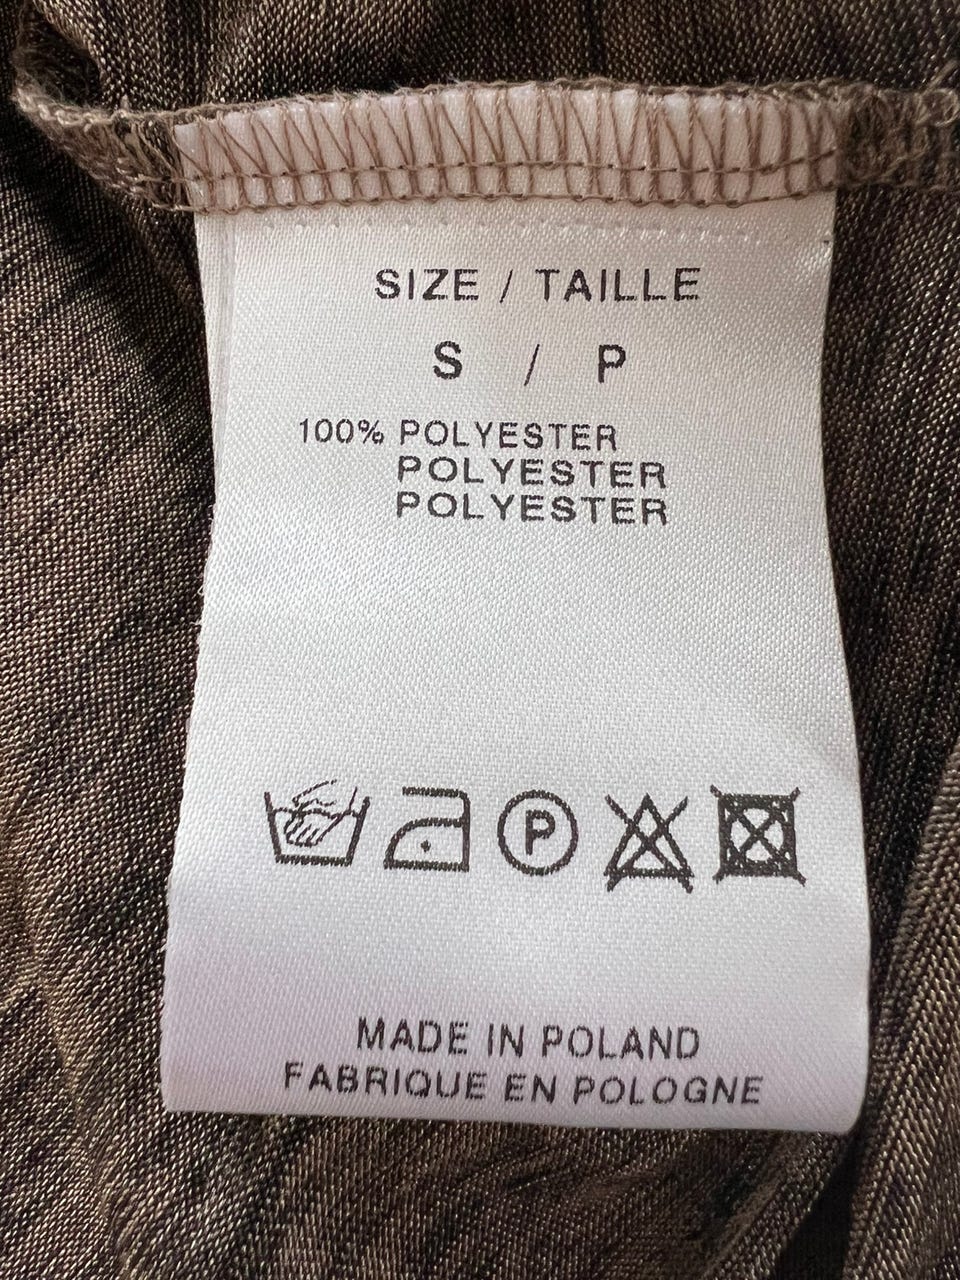 SIZE / TAILLE
S / P
100% POLYESTER
POLYESTER
POLYESTER
P
MADE IN POLAND
FABRIQUE EN POLOGNE